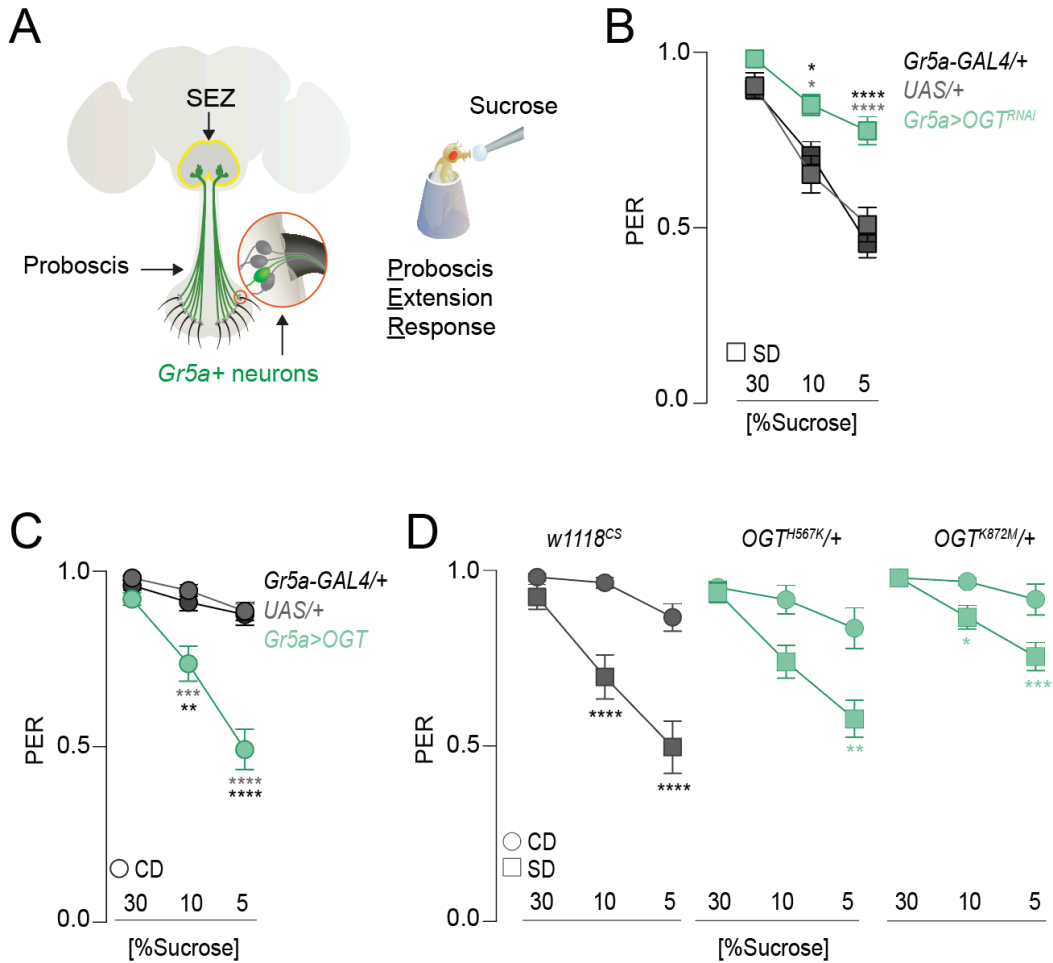 A
SEZ
Proboscis
Gr5a+ neurons
Sucrose
Proboscis
Extension
Response
B
1.0
0.5
0.0
PER
*
*
****
****
Gr5a-GAL4/+
UAS/+
Gr5a>OGT^RNAi
SD
30 10 5
[%Sucrose]
C
1.0
0.5
0.0
PER
Gr5a-GAL4/+
UAS/+
Gr5a>OGT
***
**
****
****
CD
30 10 5
[%Sucrose]
D
w1118^CS OGT^H567K/+ OGT^K872M/+
1.0
0.5
0.0
PER
****
****
**
*
***
CD
SD
30 10 5 30 10 5 30 10 5
[%Sucrose]